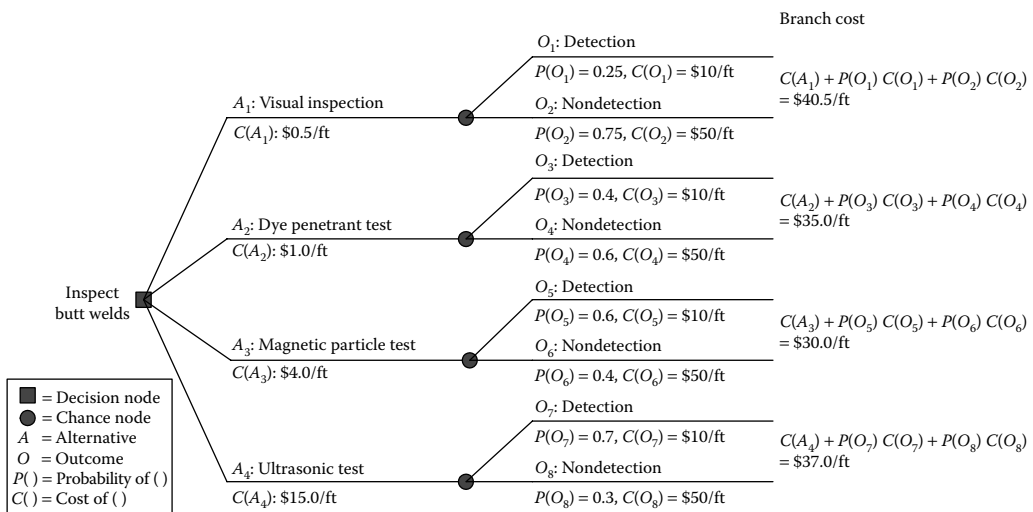 Branch cost
O₁: Detection
P(O₁) = 0.25, C(O₁) = $10/ft
C(A₁) + P(O₁) C(O₁) + P(O₂) C(O₂)
= $40.5/ft
A₁: Visual inspection
C(A₁): $0.5/ft
O₂: Nondetection
P(O₂) = 0.75, C(O₂) = $50/ft
O₃: Detection
P(O₃) = 0.4, C(O₃) = $10/ft
C(A₂) + P(O₃) C(O₃) + P(O₄) C(O₄)
= $35.0/ft
A₂: Dye penetrant test
C(A₂): $1.0/ft
O₄: Nondetection
P(O₄) = 0.6, C(O₄) = $50/ft
Inspect
butt welds
O₅: Detection
P(O₅) = 0.6, C(O₅) = $10/ft
C(A₃) + P(O₅) C(O₅) + P(O₆) C(O₆)
= $30.0/ft
A₃: Magnetic particle test
C(A₃): $4.0/ft
O₆: Nondetection
P(O₆) = 0.4, C(O₆) = $50/ft
O₇: Detection
P(O₇) = 0.7, C(O₇) = $10/ft
C(A₄) + P(O₇) C(O₇) + P(O₈) C(O₈)
= $37.0/ft
A₄: Ultrasonic test
C(A₄): $15.0/ft
O₈: Nondetection
P(O₈) = 0.3, C(O₈) = $50/ft
= Decision node
= Chance node
A = Alternative
O = Outcome
P( ) = Probability of ( )
C( ) = Cost of ( )